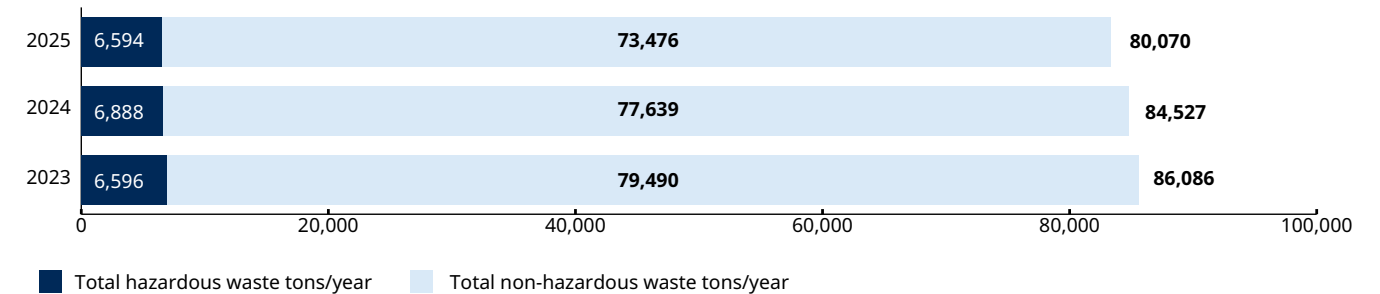 2025 6,594 73,476 80,070
2024 6,888 77,639 84,527
2023 6,596 79,490 86,086
0 20,000 40,000 60,000 80,000 100,000
Total hazardous waste tons/year Total non-hazardous waste tons/year